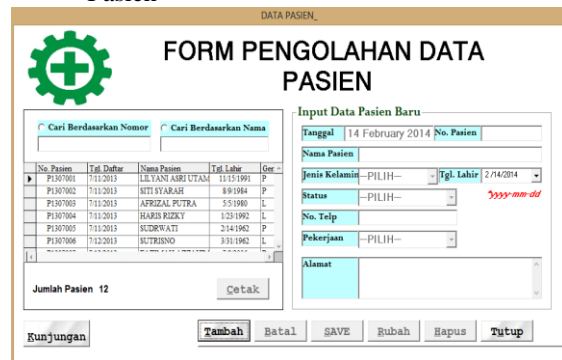 Pasien
DATA PASIEN_
FORM PENGOLAHAN DATA
PASIEN
Cari Berdasarkan Nomor Cari Berdasarkan Nama
No. Pasien Tgl. Daftar Nama Pasien Tgl. Lahir Ger
P1307001 7/11/2013 LILYANI ASRI UTAM 11/15/1991 P
P1307002 7/11/2013 SITI SYARAH 8/9/1984 P
P1307003 7/11/2013 AFRIZAL PUTRA 5/5/1980 L
P1307004 7/11/2013 HARIS RIZKY 1/23/1992 L
P1307005 7/11/2013 SUDRWATI 2/14/1962 P
P1307006 7/12/2013 SUTRISNO 3/31/1962 L
Jumlah Pasien 12
Cetak
Input Data Pasien Baru
Tanggal 14 February 2014 No. Pasien
Nama Pasien
Jenis Kelamin --PILIH-- Tgl. Lahir 2/14/2014
Status --PILIH-- *yyyy-mm-dd
No. Telp
Pekerjaan --PILIH--
Alamat
Kunjungan Tambah Batal SAVE Rubah Hapus Tutup